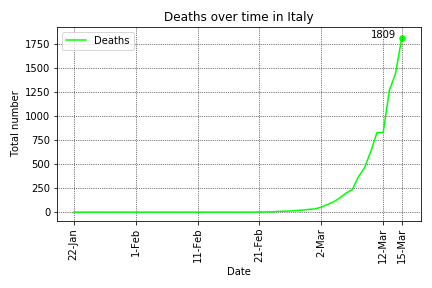 Deaths over time in Italy
1809
Deaths
1750
1500
1250
1000
750
500
250
0
Total number
22-Jan
1-Feb
11-Feb
21-Feb
2-Mar
12-Mar
15-Mar
Date